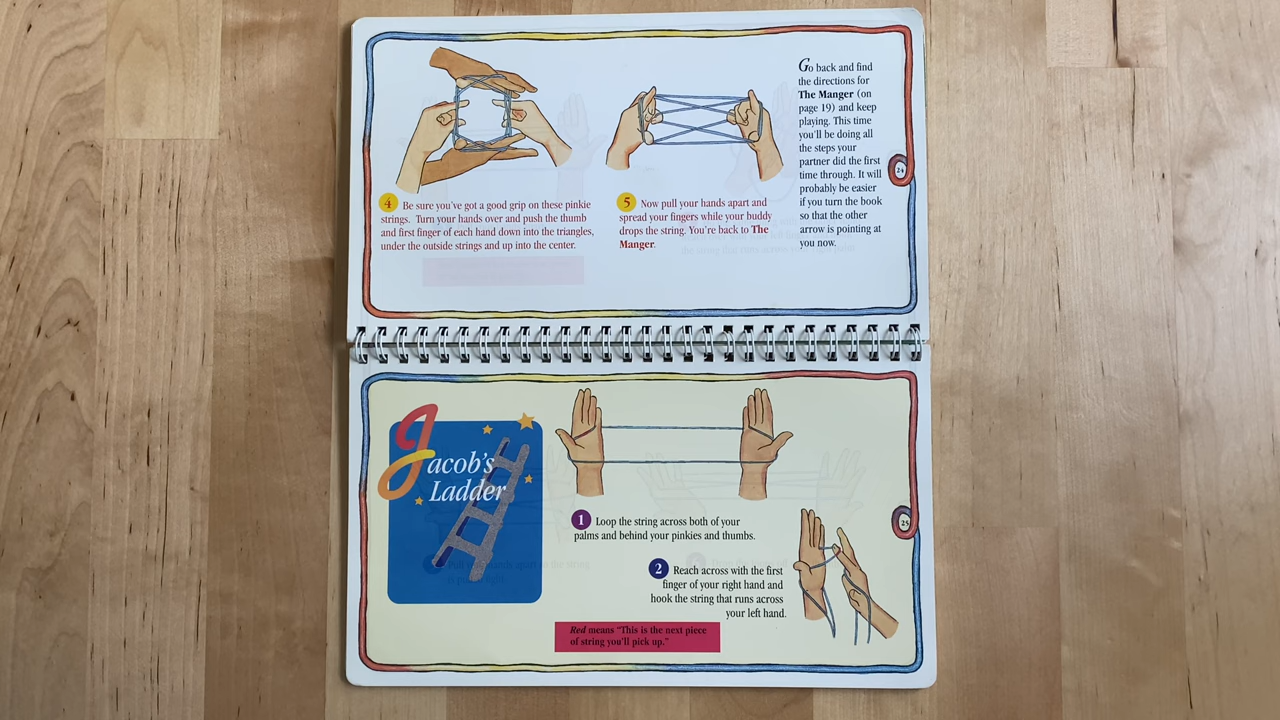 4 Be sure you've got a good grip on these pinkie
strings. Turn your hands over and push the thumb
and first finger of each hand down into the triangles,
under the outside strings and up into the center.
5 Now pull your hands apart and
spread your fingers while your buddy
drops the string. You're back to The
Manger.
Go back and find
the directions for
The Manger (on
page 19) and keep
playing. This time
you'll be doing all
the steps your
partner did the first
time through. It will
probably be easier
if you turn the book
so that the other
arrow is pointing at
you now.
24
Jacob's
Ladder
1 Loop the string across both of your
palms and behind your pinkies and thumbs.
25
2 Reach across with the first
finger of your right hand and
hook the string that runs across
your left hand.
Red means "This is the next piece
of string you'll pick up."